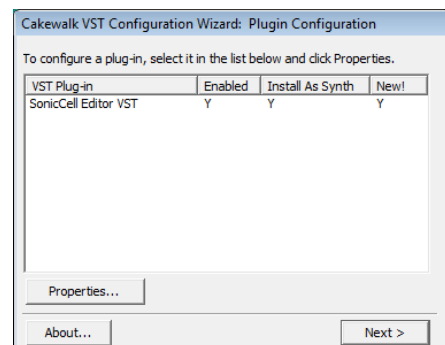 Cakewalk VST Configuration Wizard: Plugin Configuration
To configure a plug-in, select it in the list below and click Properties.
VST Plug-in Enabled Install As Synth New!
SonicCell Editor VST Y Y Y
Properties...
About... Next >